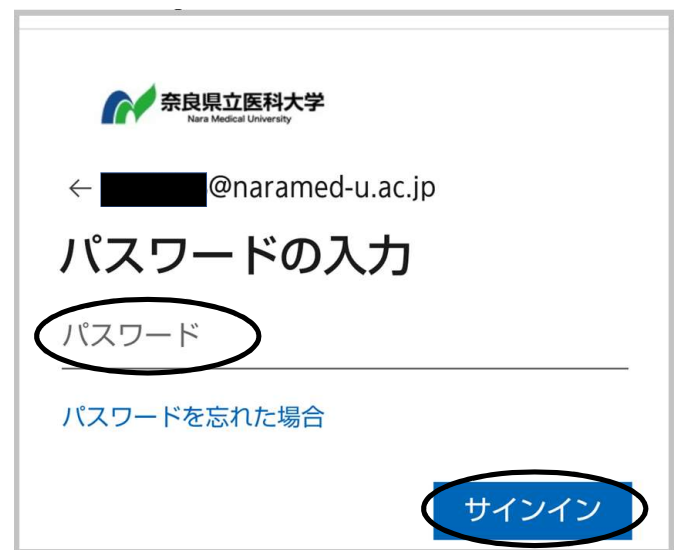 奈良県立医科大学
Nara Medical University
← @naramed-u.ac.jp
パスワードの入力
パスワード
パスワードを忘れた場合
サインイン